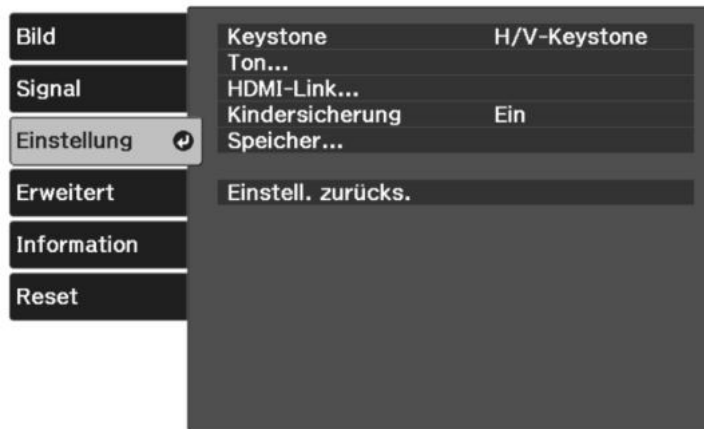 Bild
Signal
Einstellung
Erweitert
Information
Reset
Keystone H/V-Keystone
Ton...
HDMI-Link...
Kindersicherung Ein
Speicher...
Einstell. zurücks.